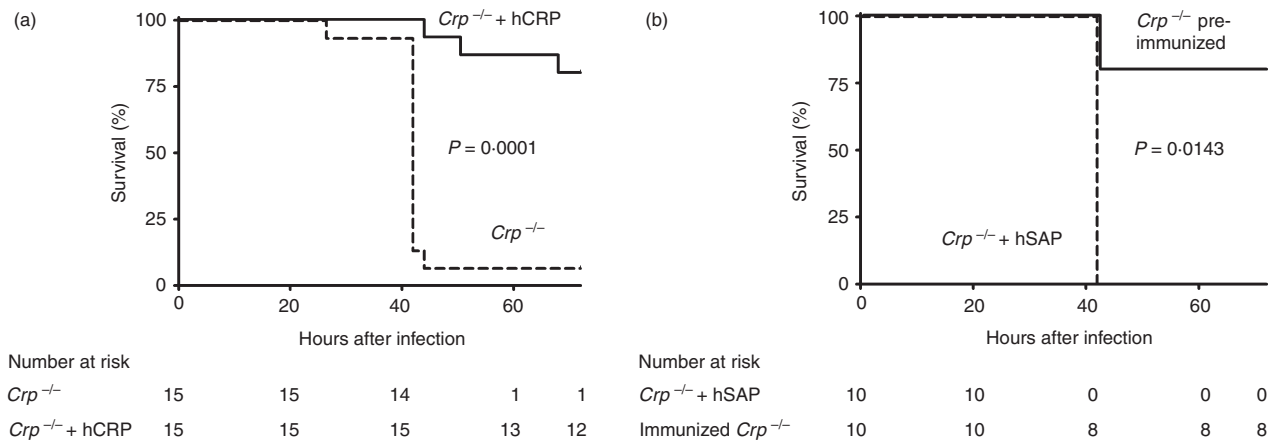 (a)
100
75
50
25
0
Survival (%)
Crp −/− + hCRP
P = 0·0001
Crp −/−
0 20 40 60
Hours after infection
Number at risk
Crp −/− 15 15 14 1 1
Crp −/− + hCRP 15 15 15 13 12
(b)
100
75
50
25
0
Survival (%)
Crp −/− pre-
immunized
P = 0·0143
Crp −/− + hSAP
0 20 40 60
Hours after infection
Number at risk
Crp −/− + hSAP 10 10 0 0 0
Immunized Crp −/− 10 10 8 8 8